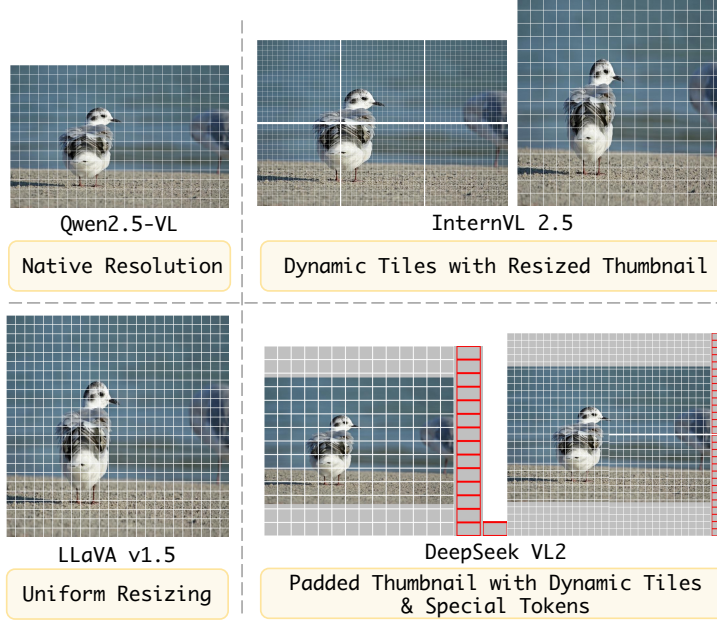 Qwen2.5-VL
Native Resolution
InternVL 2.5
Dynamic Tiles with Resized Thumbnail
LLaVA v1.5
Uniform Resizing
DeepSeek VL2
Padded Thumbnail with Dynamic Tiles
& Special Tokens